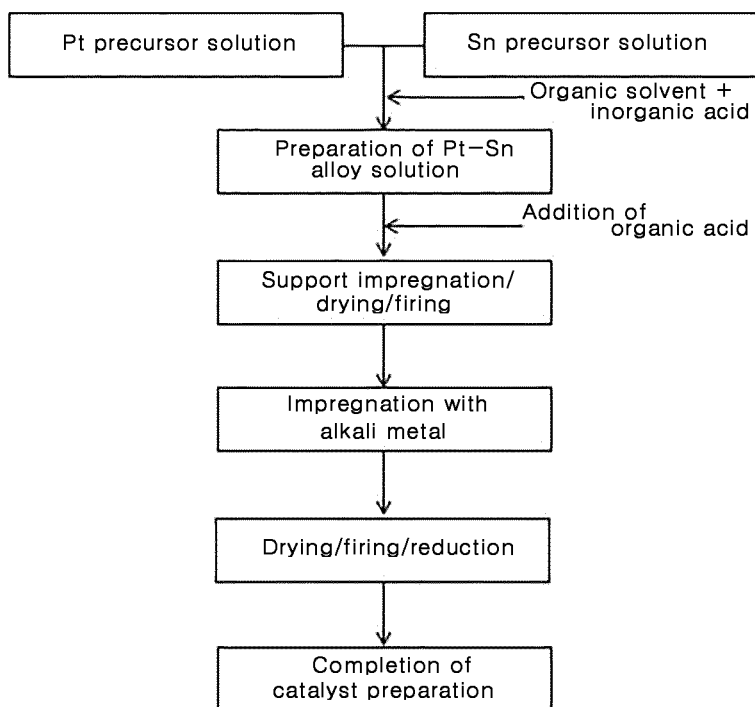 Pt precursor solution
Sn precursor solution
Organic solvent +
inorganic acid
Preparation of Pt-Sn
alloy solution
Addition of
organic acid
Support impregnation/
drying/firing
Impregnation with
alkali metal
Drying/firing/reduction
Completion of
catalyst preparation